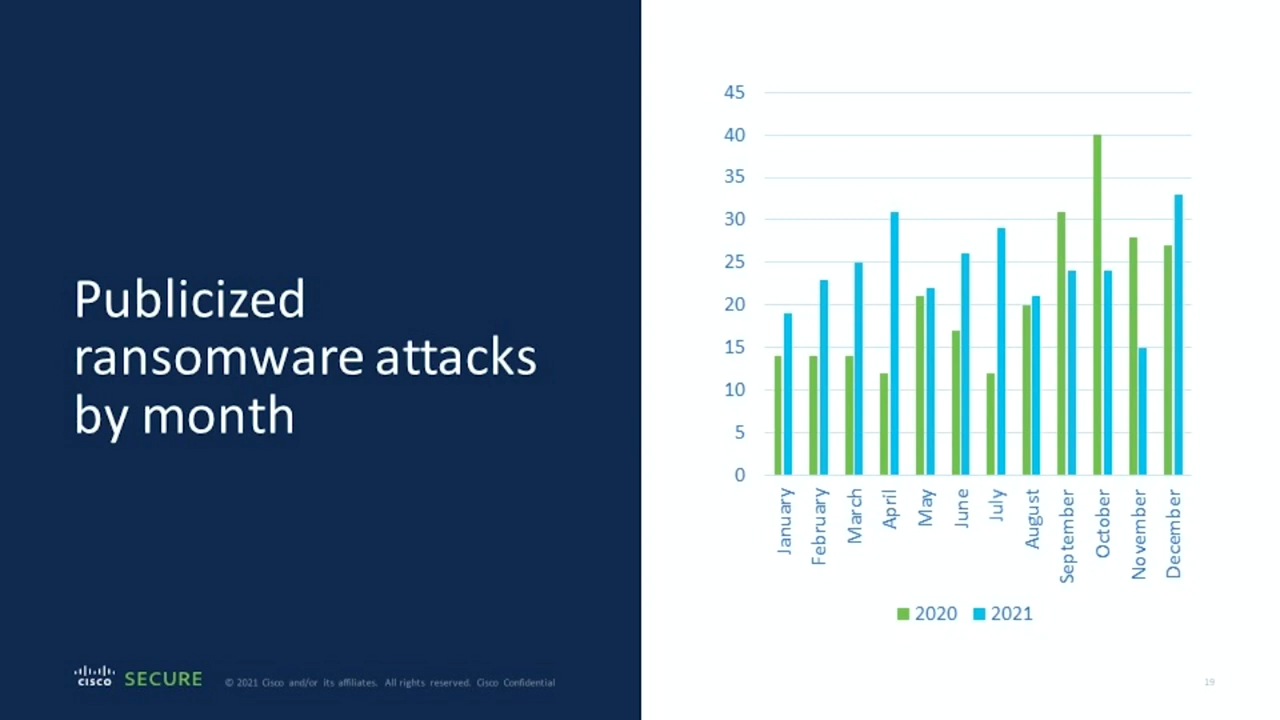 Publicized
ransomware attacks
by month
45
40
35
30
25
20
15
10
5
0
January
February
March
April
May
June
July
August
September
October
November
December
2020 2021
CISCO SECURE © 2021 Cisco and/or its affiliates. All rights reserved. Cisco Confidential
19